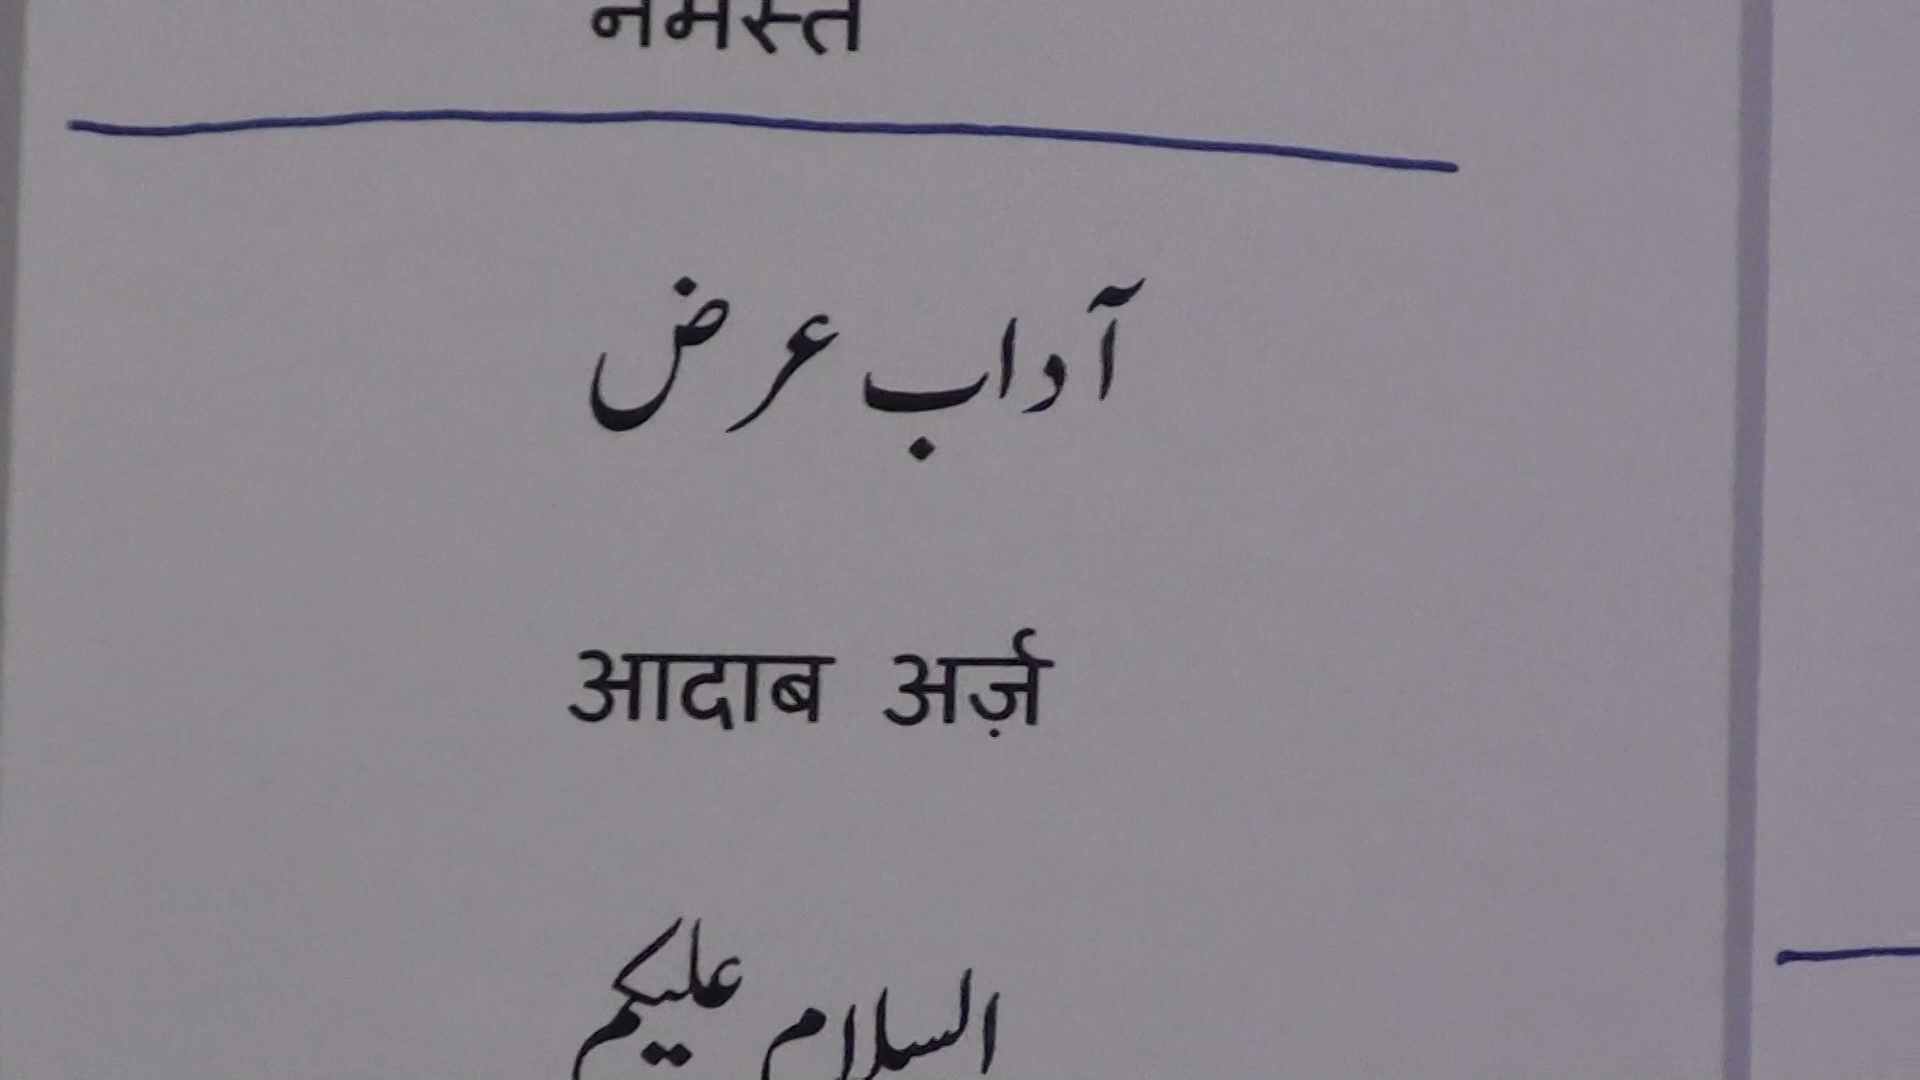 नमस्ते
آداب عرض
आदाब अर्ज़
السلام علیکم